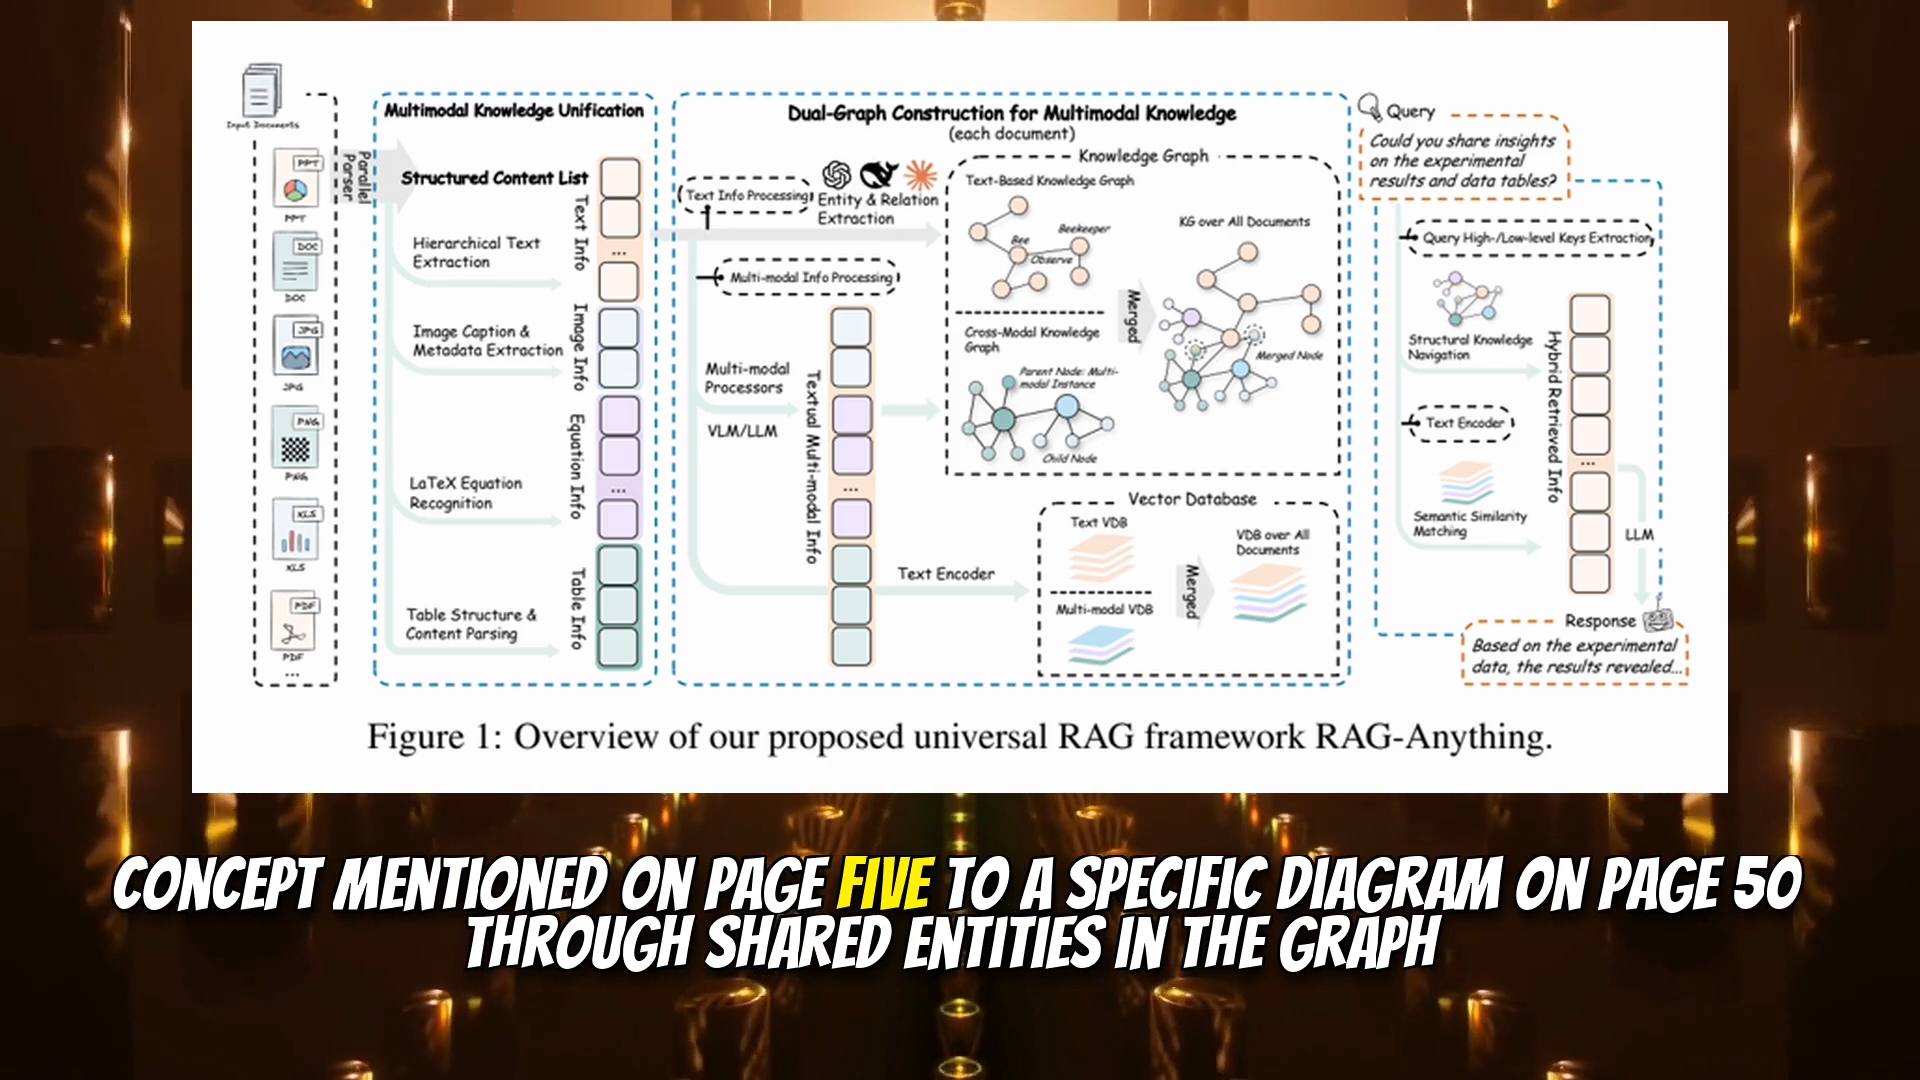 Input Documents
PPT
PPT
DOC
DOC
JPG
JPG
PNG
PNG
XLS
XLS
PDF
PDF
...
Parallel
Parser
Multimodal Knowledge Unification
Structured Content List
Hierarchical Text
Extraction
Image Caption &
Metadata Extraction
LaTeX Equation
Recognition
Table Structure &
Content Parsing
Text Info
...
Image Info
Equation Info
...
Table Info
Dual-Graph Construction for Multimodal Knowledge
(each document)
Text Info Processing
Entity & Relation
Extraction
Multi-modal Info Processing
Multi-modal
Processors
VLM/LLM
Textual Multi-modal Info
...
Text Encoder
Knowledge Graph
Text-Based Knowledge Graph
Bee
Beekeeper
Observe
Cross-Modal Knowledge
Graph
Parent Node: Multi-
modal Instance
Child Node
Merged
KG over All Documents
Merged Node
Vector Database
Text VDB
Multi-modal VDB
Merged
VDB over All
Documents
Query
Could you share insights
on the experimental
results and data tables?
Query High-/Low-level Keys Extraction
Structural Knowledge
Navigation
Text Encoder
Semantic Similarity
Matching
Hybrid Retrieved Info
...
LLM
Response
Based on the experimental
data, the results revealed...
Figure 1: Overview of our proposed universal RAG framework RAG-Anything.
CONCEPT MENTIONED ON PAGE FIVE TO A SPECIFIC DIAGRAM ON PAGE 50
THROUGH SHARED ENTITIES IN THE GRAPH